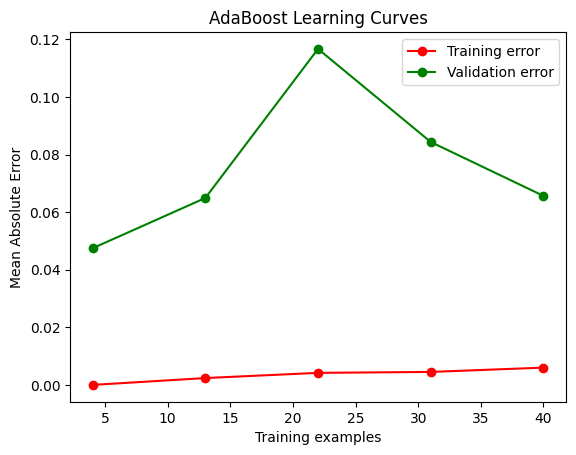 AdaBoost Learning Curves
Training error
Validation error
Mean Absolute Error
0.12
0.10
0.08
0.06
0.04
0.02
0.00
5 10 15 20 25 30 35 40
Training examples